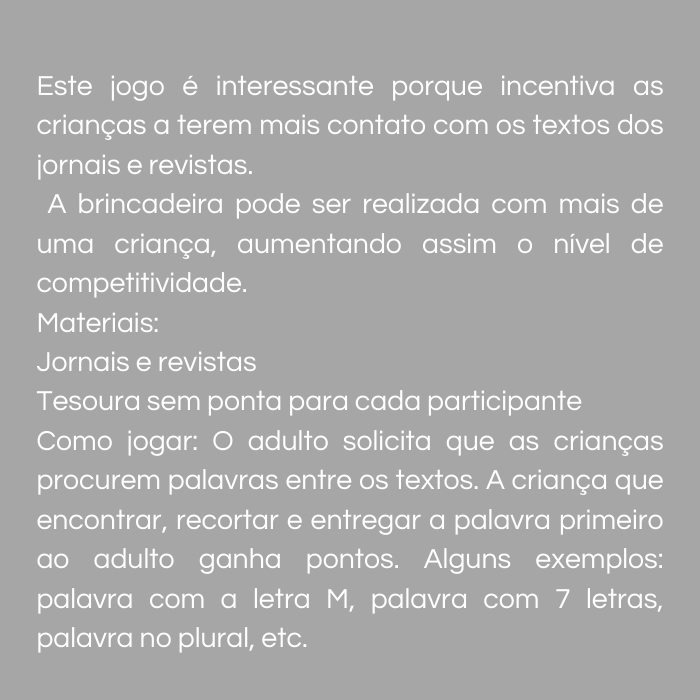 Este jogo é interessante porque incentiva as
crianças a terem mais contato com os textos dos
jornais e revistas.
A brincadeira pode ser realizada com mais de
uma criança, aumentando assim o nível de
competitividade.
Materiais:
Jornais e revistas
Tesoura sem ponta para cada participante
Como jogar: O adulto solicita que as crianças
procurem palavras entre os textos. A criança que
encontrar, recortar e entregar a palavra primeiro
ao adulto ganha pontos. Alguns exemplos:
palavra com a letra M, palavra com 7 letras,
palavra no plural, etc.